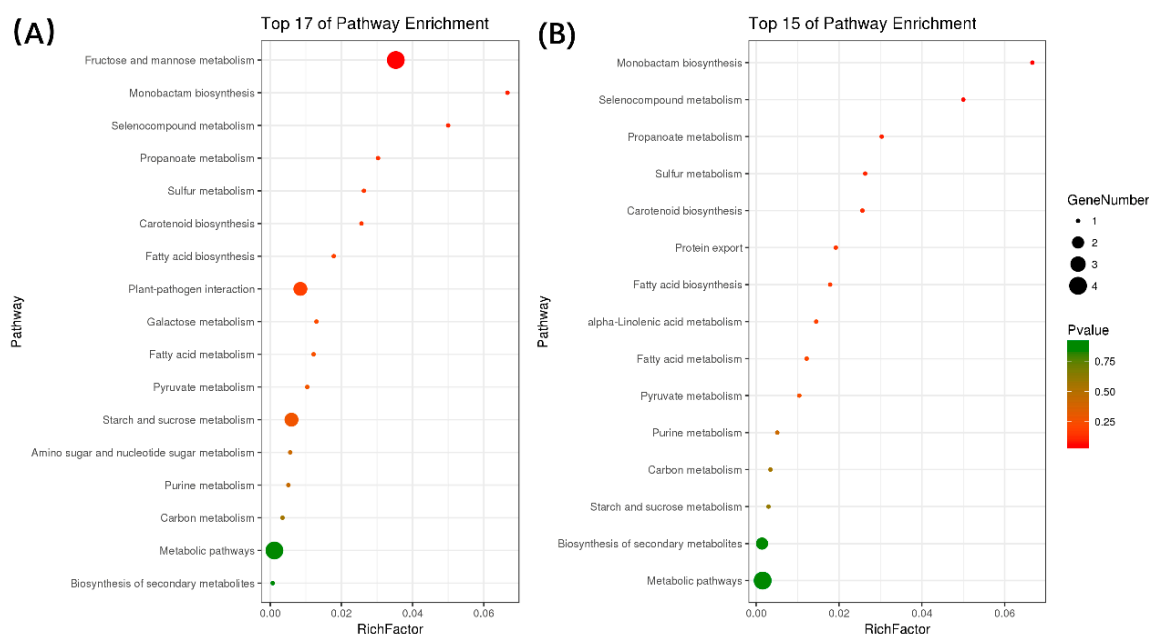 (A)
Top 17 of Pathway Enrichment
Pathway
Fructose and mannose metabolism
Monobactam biosynthesis
Selenocompound metabolism
Propanoate metabolism
Sulfur metabolism
Carotenoid biosynthesis
Fatty acid biosynthesis
Plant-pathogen interaction
Galactose metabolism
Fatty acid metabolism
Pyruvate metabolism
Starch and sucrose metabolism
Amino sugar and nucleotide sugar metabolism
Purine metabolism
Carbon metabolism
Metabolic pathways
Biosynthesis of secondary metabolites
0.00 0.02 0.04 0.06
RichFactor
(B)
Top 15 of Pathway Enrichment
Pathway
Monobactam biosynthesis
Selenocompound metabolism
Propanoate metabolism
Sulfur metabolism
Carotenoid biosynthesis
Protein export
Fatty acid biosynthesis
alpha-Linolenic acid metabolism
Fatty acid metabolism
Pyruvate metabolism
Purine metabolism
Carbon metabolism
Starch and sucrose metabolism
Biosynthesis of secondary metabolites
Metabolic pathways
0.00 0.02 0.04 0.06
RichFactor
GeneNumber
1
2
3
4
Pvalue
0.75
0.50
0.25